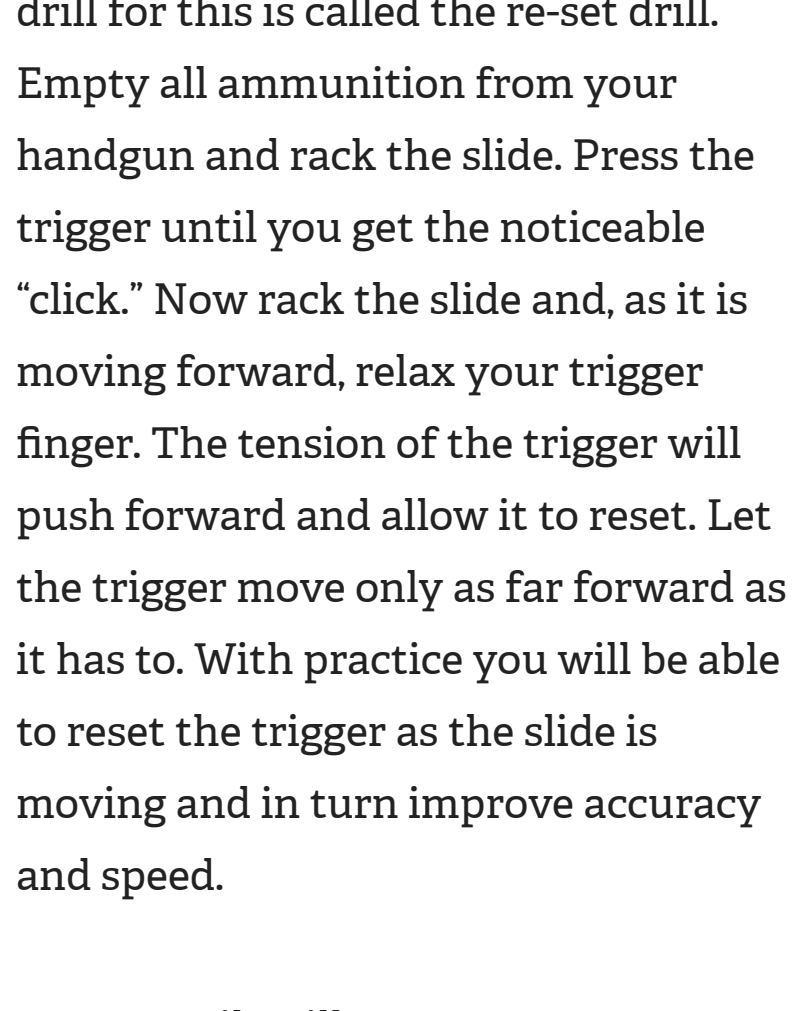 drill for this is called the re-set drill.
Empty all ammunition from your
handgun and rack the slide. Press the
trigger until you get the noticeable
“click.” Now rack the slide and, as it is
moving forward, relax your trigger
finger. The tension of the trigger will
push forward and allow it to reset. Let
the trigger move only as far forward as
it has to. With practice you will be able
to reset the trigger as the slide is
moving and in turn improve accuracy
and speed.